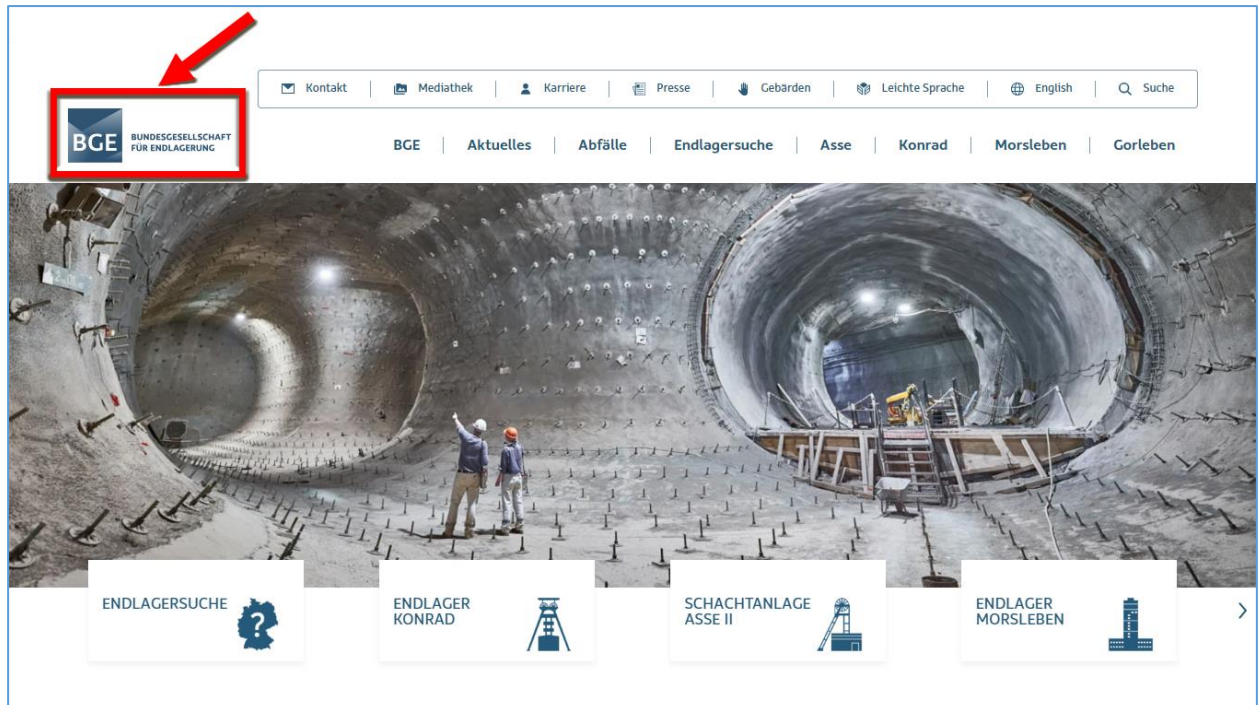 Kontakt | Mediathek | Karriere | Presse | Gebärden | Leichte Sprache | English | Suche
BGE
BUNDESGESELLSCHAFT
FÜR ENDLAGERUNG
BGE | Aktuelles | Abfälle | Endlagersuche | Asse | Konrad | Morsleben | Gorleben
ENDLAGERSUCHE
?
ENDLAGER
KONRAD
SCHACHTANLAGE
ASSE II
ENDLAGER
MORSLEBEN